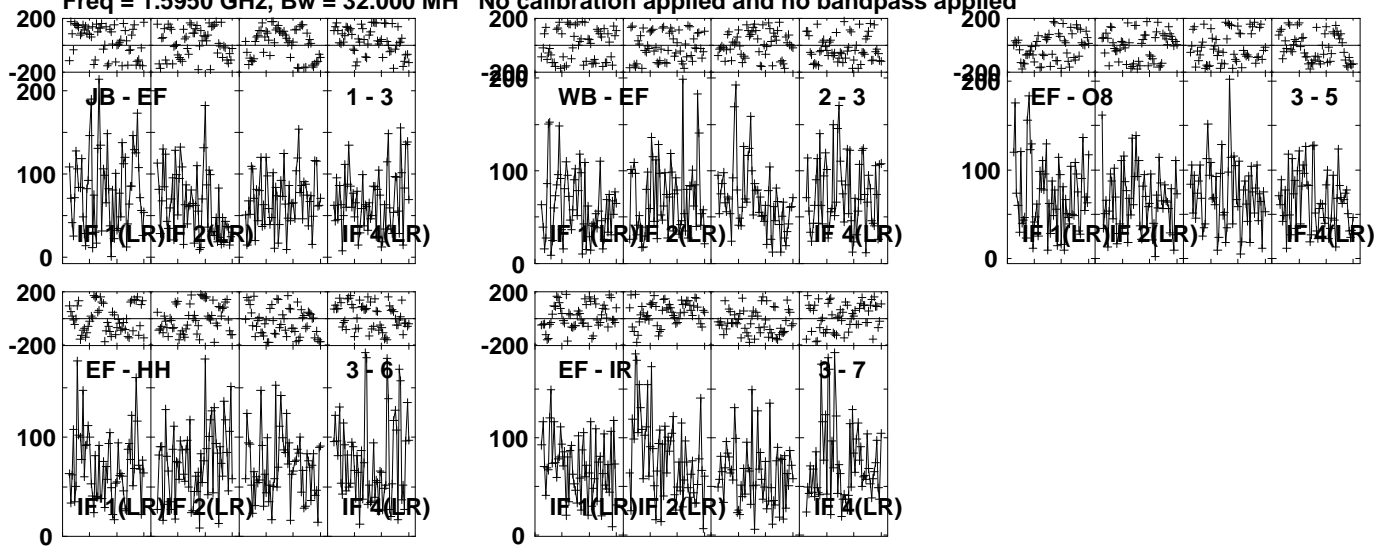 Freq = 1.5950 GHz, Bw = 32.000 MH No calibration applied and no bandpass applied
200
-200
200
100
0
JB - EF 1 - 3
IF 1(LR) IF 2(LR) IF 4(LR)
200
-200
200
100
0
WB - EF 2 - 3
IF 1(LR) IF 2(LR) IF 4(LR)
200
-200
200
100
0
EF - O8 3 - 5
IF 1(LR) IF 2(LR) IF 4(LR)
200
-200
100
0
EF - HH 3 - 6
IF 1(LR) IF 2(LR) IF 4(LR)
200
-200
100
0
EF - IR 3 - 7
IF 1(LR) IF 2(LR) IF 4(LR)